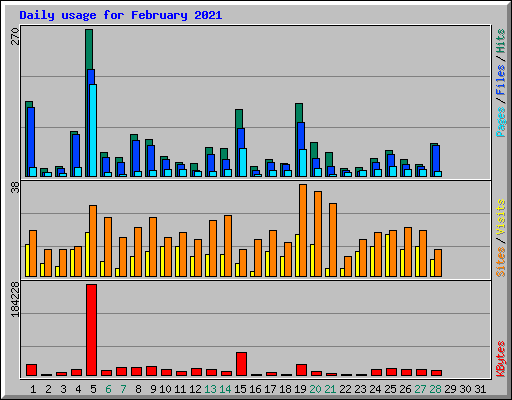 Daily usage for February 2021
270
Pages / Files / Hits
38
Sites / Visits
184228
KBytes
1 2 3 4 5 6 7 8 9 10 11 12 13 14 15 16 17 18 19 20 21 22 23 24 25 26 27 28 29 30 31